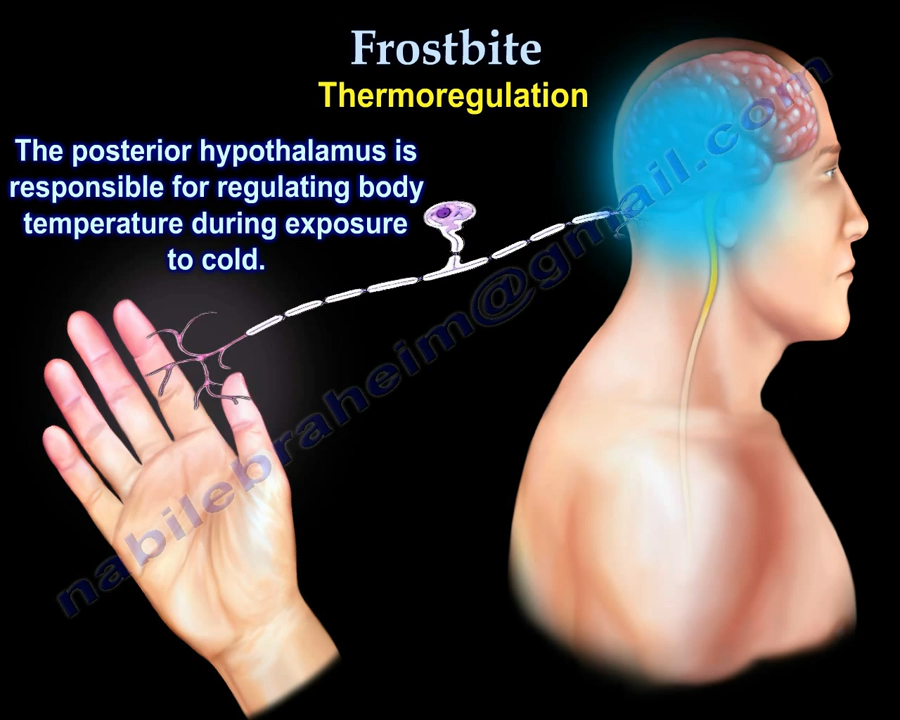 Frostbite
Thermoregulation
The posterior hypothalamus is
responsible for regulating body
temperature during exposure
to cold.
nabilebraheim@gmail.com